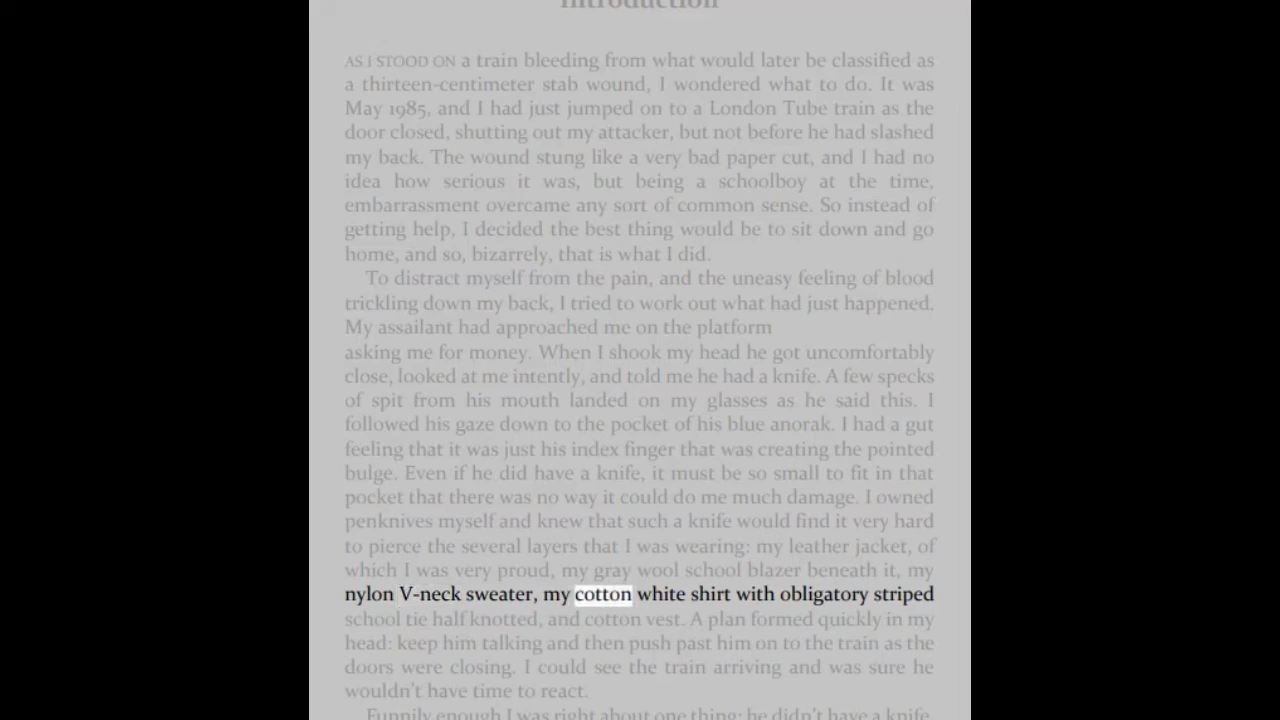 Introduction
AS I STOOD ON a train bleeding from what would later be classified as
a thirteen-centimeter stab wound, I wondered what to do. It was
May 1985, and I had just jumped on to a London Tube train as the
door closed, shutting out my attacker, but not before he had slashed
my back. The wound stung like a very bad paper cut, and I had no
idea how serious it was, but being a schoolboy at the time,
embarrassment overcame any sort of common sense. So instead of
getting help, I decided the best thing would be to sit down and go
home, and so, bizarrely, that is what I did.
To distract myself from the pain, and the uneasy feeling of blood
trickling down my back, I tried to work out what had just happened.
My assailant had approached me on the platform
asking me for money. When I shook my head he got uncomfortably
close, looked at me intently, and told me he had a knife. A few specks
of spit from his mouth landed on my glasses as he said this. I
followed his gaze down to the pocket of his blue anorak. I had a gut
feeling that it was just his index finger that was creating the pointed
bulge. Even if he did have a knife, it must be so small to fit in that
pocket that there was no way it could do me much damage. I owned
penknives myself and knew that such a knife would find it very hard
to pierce the several layers that I was wearing: my leather jacket, of
which I was very proud, my gray wool school blazer beneath it, my
nylon V-neck sweater, my cotton white shirt with obligatory striped
school tie half knotted, and cotton vest. A plan formed quickly in my
head: keep him talking and then push past him on to the train as the
doors were closing. I could see the train arriving and was sure he
wouldn't have time to react.
Funnily enough I was right about one thing: he didn't have a knife.